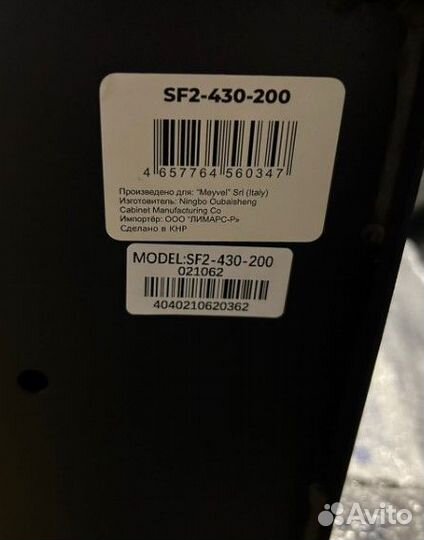 SF2-430-200
4 657764 560347
Произведено для: "Meyvel" Srl (Italy)
Изготовитель: Ningbo Oubaisheng
Cabinet Manufacturing Co
Импортёр: ООО "ЛИМАРС-Р"
Сделано в КНР
MODEL:SF2-430-200
021062
4040210620362
Avito